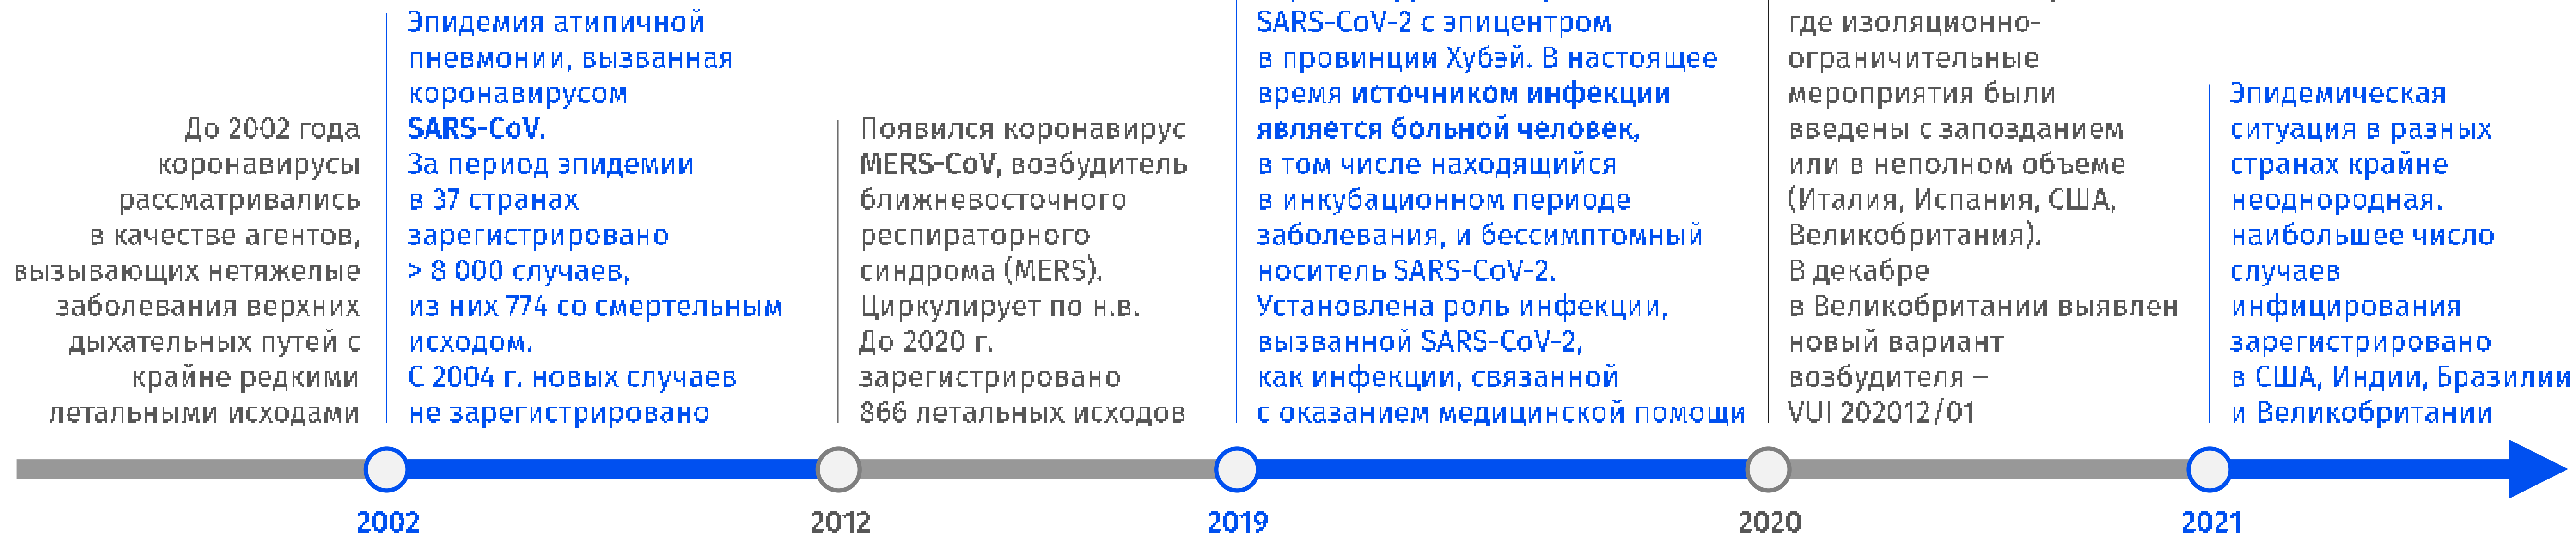 До 2002 года
коронавирусы
рассматривались
в качестве агентов,
вызывающих нетяжелые
заболевания верхних
дыхательных путей с
крайне редкими
летальными исходами
Эпидемия атипичной
пневмонии, вызванная
коронавирусом
SARS-CoV.
За период эпидемии
в 37 странах
зарегистрировано
> 8 000 случаев,
из них 774 со смертельным
исходом.
С 2004 г. новых случаев
не зарегистрировано
Появился коронавирус
MERS-CoV, возбудитель
ближневосточного
респираторного
синдрома (MERS).
Циркулирует по н.в.
До 2020 г.
зарегистрировано
866 летальных исходов
SARS-CoV-2 с эпицентром
в провинции Хубэй. В настоящее
время источником инфекции
является больной человек,
в том числе находящийся
в инкубационном периоде
заболевания, и бессимптомный
носитель SARS-CoV-2.
Установлена роль инфекции,
вызванной SARS-CoV-2,
как инфекции, связанной
с оказанием медицинской помощи
где изоляционно-
ограничительные
мероприятия были
введены с запозданием
или в неполном объеме
(Италия, Испания, США,
Великобритания).
В декабре
в Великобритании выявлен
новый вариант
возбудителя –
VUI 202012/01
Эпидемическая
ситуация в разных
странах крайне
неоднородная.
наибольшее число
случаев
инфицирования
зарегистрировано
в США, Индии, Бразилии
и Великобритании
2002
2012
2019
2020
2021